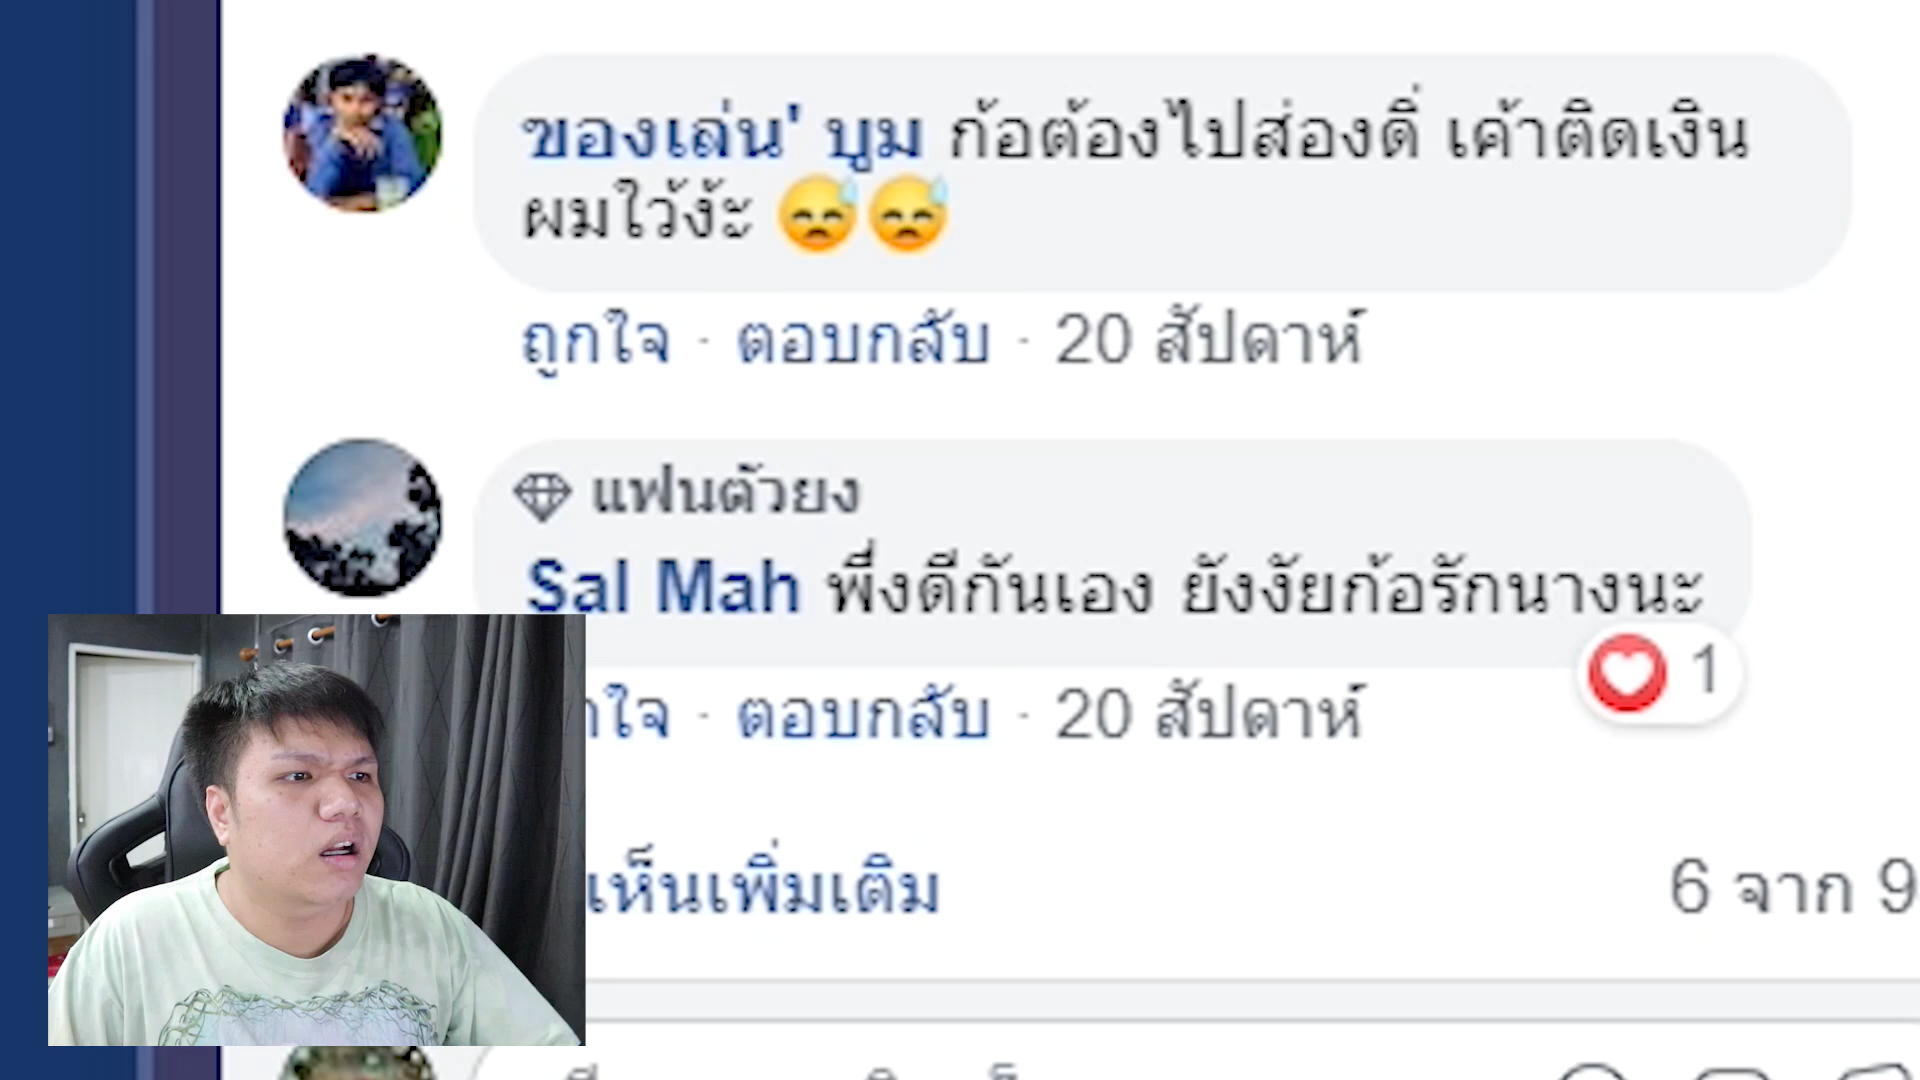 ของเล่น' บูม ก้อต้องไปส่องดิ่ เค้าติดเงิน
ผมใว้ง้ะ 😓😓
ถูกใจ · ตอบกลับ · 20 สัปดาห์
แฟนตัวยง
Sal Mah พึ่งดีกันเอง ยังงัยก้อรักนางนะ
1
กใจ · ตอบกลับ · 20 สัปดาห์
เห็นเพิ่มเติม
6 จาก 9